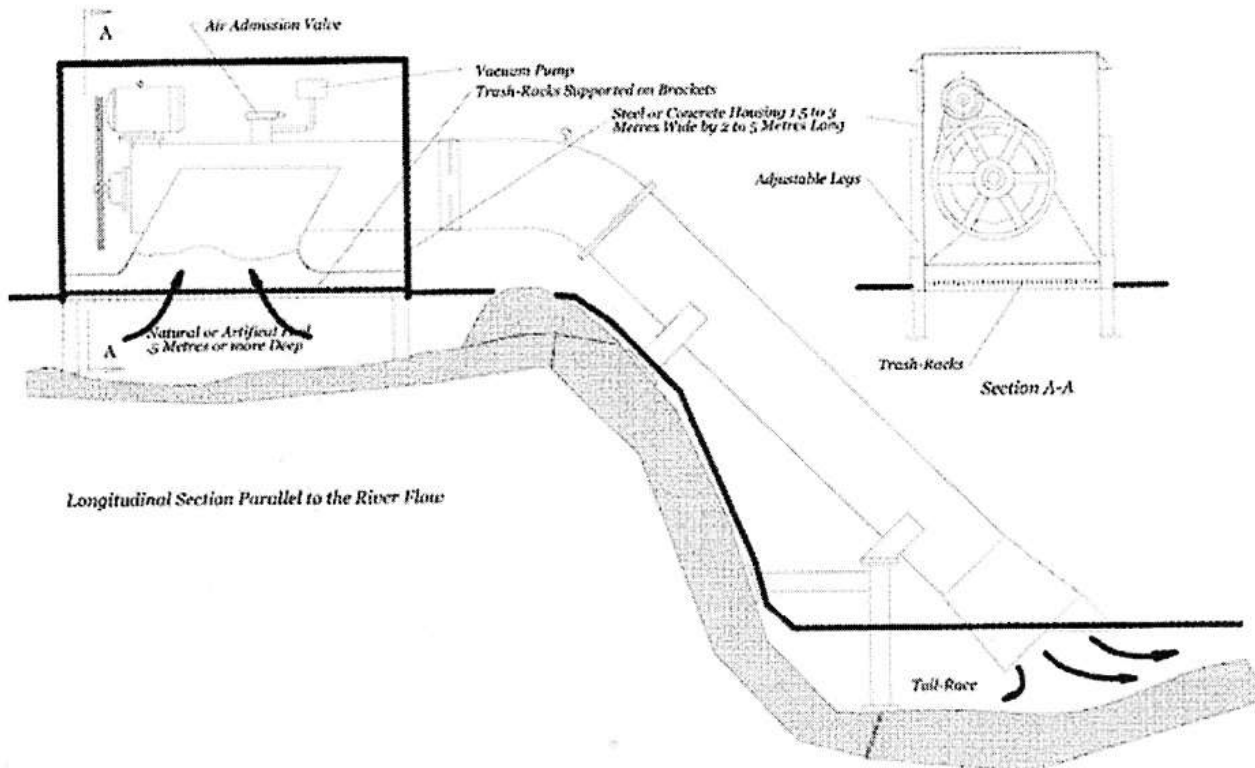 A
Air Admission Valve
Vacuum Pump
Trash-Racks Supported on Brackets
Steel or Concrete Housing 1.5 to 3
Metres Wide by 2 to 5 Metres Long
Adjustable Legs
Natural or Artificial Pool
.5 Metres or more Deep
A
Trash-Racks
Section A-A
Longitudinal Section Parallel to the River Flow
Tail-Race